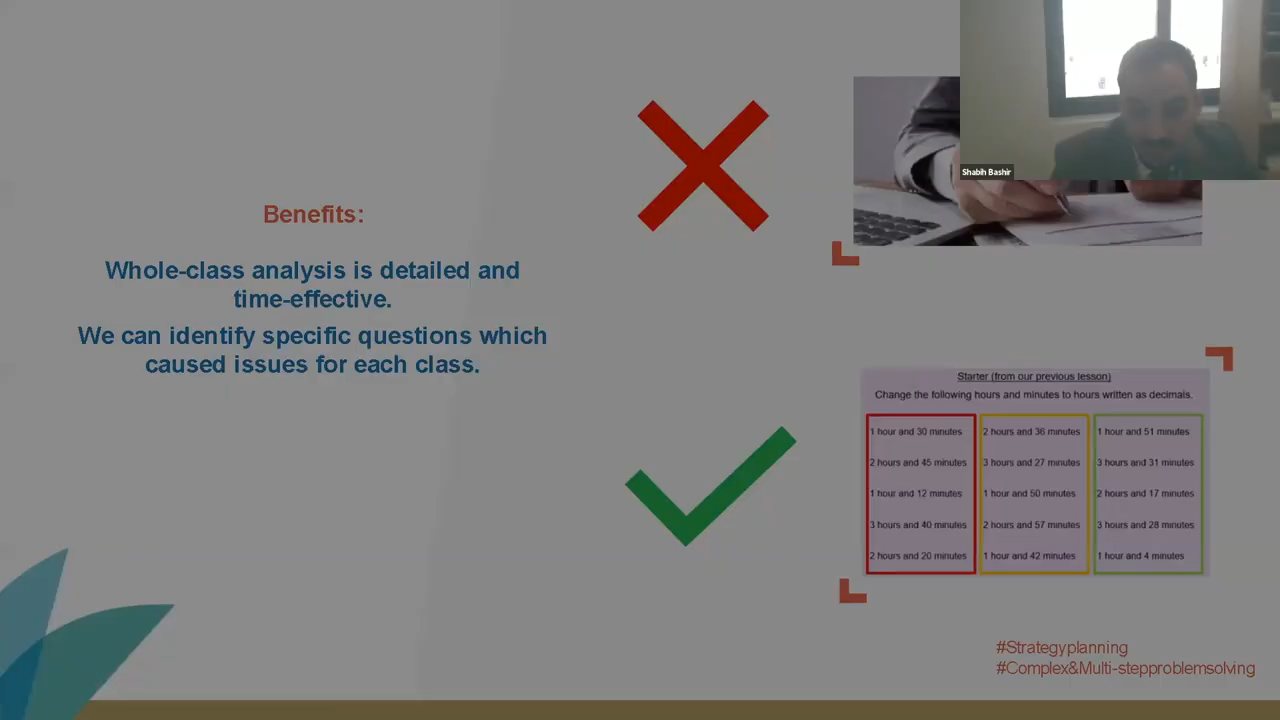 Shabih Bashir
Benefits:
Whole-class analysis is detailed and
time-effective.
We can identify specific questions which
caused issues for each class.
Starter (from our previous lesson)
Change the following hours and minutes to hours written as decimals.
1 hour and 30 minutes
2 hours and 45 minutes
1 hour and 12 minutes
3 hours and 40 minutes
2 hours and 20 minutes
2 hours and 36 minutes
3 hours and 27 minutes
1 hour and 50 minutes
2 hours and 57 minutes
1 hour and 42 minutes
1 hour and 51 minutes
3 hours and 31 minutes
2 hours and 17 minutes
3 hours and 28 minutes
1 hour and 4 minutes
#Strategyplanning
#Complex&Multi-stepproblemsolving